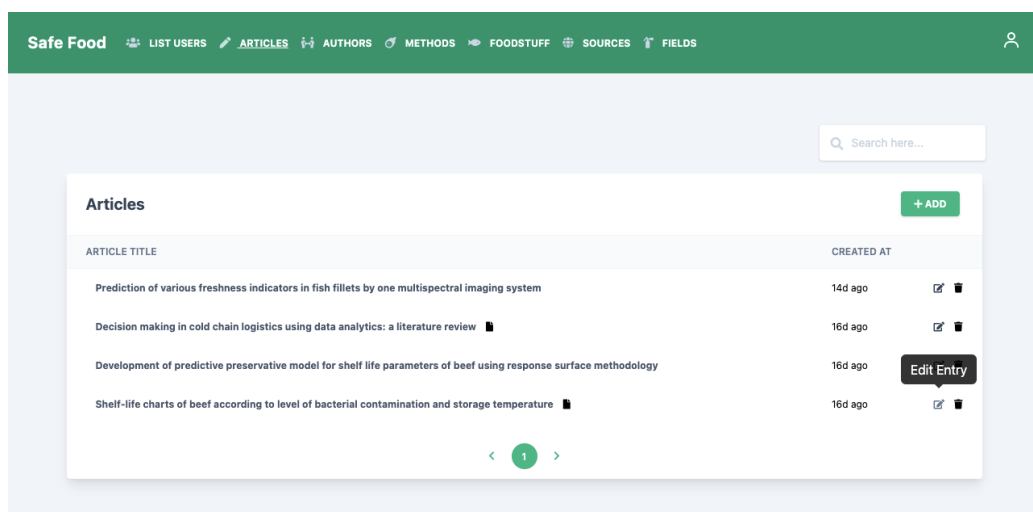 Safe Food LIST USERS ARTICLES AUTHORS METHODS FOODSTUFF SOURCES FIELDS
Search here...
Articles + ADD
ARTICLE TITLE CREATED AT
Prediction of various freshness indicators in fish fillets by one multispectral imaging system 14d ago
Decision making in cold chain logistics using data analytics: a literature review 16d ago
Development of predictive preservative model for shelf life parameters of beef using response surface methodology 16d ago
Edit Entry
Shelf-life charts of beef according to level of bacterial contamination and storage temperature 16d ago
< 1 >